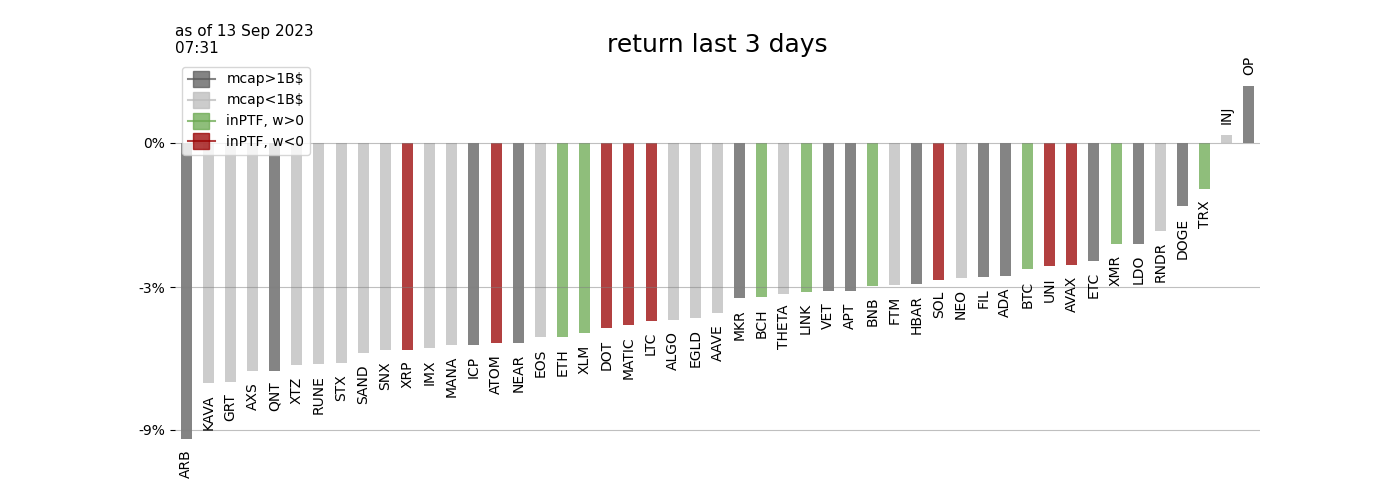 as of 13 Sep 2023
07:31
return last 3 days
mcap>1B$
mcap<1B$
inPTF, w>0
inPTF, w<0
0%
-3%
-9%
ARB
KAVA
GRT
AXS
QNT
XTZ
RUNE
STX
SAND
SNX
XRP
IMX
MANA
ICP
ATOM
NEAR
EOS
ETH
XLM
DOT
MATIC
LTC
ALGO
EGLD
AAVE
MKR
BCH
THETA
LINK
VET
APT
BNB
FTM
HBAR
SOL
NEO
FIL
ADA
BTC
UNI
AVAX
ETC
XMR
LDO
RNDR
DOGE
TRX
INJ
OP